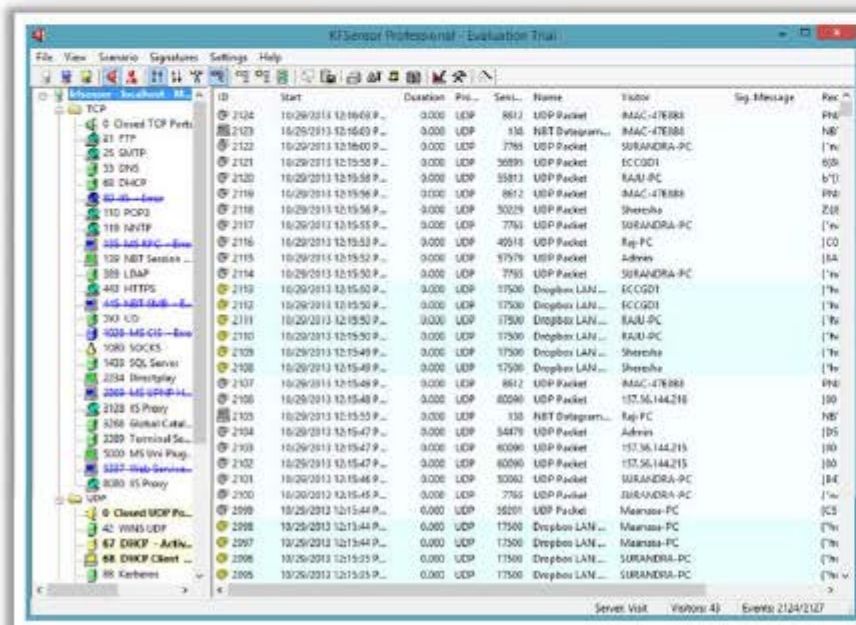 KFSensor Professional - Evaluation Trial
File View Scenario Signatures Settings Help
kfsensor - localhost - M...
TCP
0 Closed TCP Ports
21 FTP
25 SMTP
53 DNS
68 DHCP
110 POP3
119 NNTP
135 MS RPC - Erro
139 NBT Session ...
389 LDAP
443 HTTPS
445 NBT SMB - E...
1028 MS CIS - Erro
1080 SOCKS
1433 SQL Server
2234 Directplay
3128 IIS Proxy
3268 Global Catal...
3389 Terminal Se...
5000 MS Uni Plug...
5357 Web Service...
8080 IIS Proxy
UDP
0 Closed UDP Po...
42 WINS UDP
67 DHCP - Activ...
68 DHCP Client ...
88 Kerberos
ID Start Duration Pro... Sens... Name Visitor Sig. Message Rec
2124 10/29/2013 12:16:03 P... 0.000 UDP 8612 UDP Packet
2123 10/29/2013 12:16:03 P... 0.000 UDP 138 NBT Datagram...
2122 10/29/2013 12:16:00 P... 0.000 UDP UDP Packet SURANDRA-PC
2121 10/29/2013 12:15:58 P... 0.000 UDP UDP Packet ECCGD1
2120 10/29/2013 12:15:58 P... 0.000 UDP 55813 UDP Packet RAJU-PC
2119 10/29/2013 12:15:56 P... 0.000 UDP 8612 UDP Packet
2118 10/29/2013 12:15:56 P... 0.000 UDP 50229 UDP Packet Sheresha
2117 10/29/2013 12:15:55 P... 0.000 UDP UDP Packet SURANDRA-PC
2116 10/29/2013 12:15:53 P... 0.000 UDP 49518 UDP Packet Raj-PC
2115 10/29/2013 12:15:52 P... 0.000 UDP 57579 UDP Packet Admin
2114 10/29/2013 12:15:50 P... 0.000 UDP UDP Packet SURANDRA-PC
2113 10/29/2013 12:15:50 P... 0.000 UDP 17500 Dropbox LAN ... ECCGD1
2112 10/29/2013 12:15:50 P... 0.000 UDP 17500 Dropbox LAN ... ECCGD1
2111 10/29/2013 12:15:50 P... 0.000 UDP 17500 Dropbox LAN ... RAJU-PC
2110 10/29/2013 12:15:50 P... 0.000 UDP 17500 Dropbox LAN ... RAJU-PC
2109 10/29/2013 12:15:49 P... 0.000 UDP 17500 Dropbox LAN ... Sheresha
2108 10/29/2013 12:15:49 P... 0.000 UDP 17500 Dropbox LAN ... Sheresha
2107 10/29/2013 12:15:48 P... 0.000 UDP 8612 UDP Packet
2106 10/29/2013 12:15:48 P... 0.000 UDP 60090 UDP Packet 157.56.144.216
2105 10/29/2013 12:15:55 P... 0.000 UDP 138 NBT Datagram... Raj-PC
2104 10/29/2013 12:15:47 P... 0.000 UDP 54479 UDP Packet Admin
2103 10/29/2013 12:15:47 P... 0.000 UDP 60090 UDP Packet 157.56.144.215
2102 10/29/2013 12:15:47 P... 0.000 UDP 60090 UDP Packet 157.56.144.215
2101 10/29/2013 12:15:46 P... 0.000 UDP 50062 UDP Packet SURANDRA-PC
2100 10/29/2013 12:15:45 P... 0.000 UDP UDP Packet SURANDRA-PC
2099 10/29/2013 12:15:44 P... 0.000 UDP UDP Packet Maanasa-PC
2098 10/29/2013 12:15:44 P... 0.000 UDP 17500 Dropbox LAN ... Maanasa-PC
2097 10/29/2013 12:15:44 P... 0.000 UDP 17500 Dropbox LAN ... Maanasa-PC
2096 10/29/2013 12:15:35 P... 0.000 UDP 17500 Dropbox LAN ... SURANDRA-PC
2095 10/29/2013 12:15:35 P... 0.000 UDP 17500 Dropbox LAN ... SURANDRA-PC
Server: Visit Visitors: 43 Events: 2124/2127